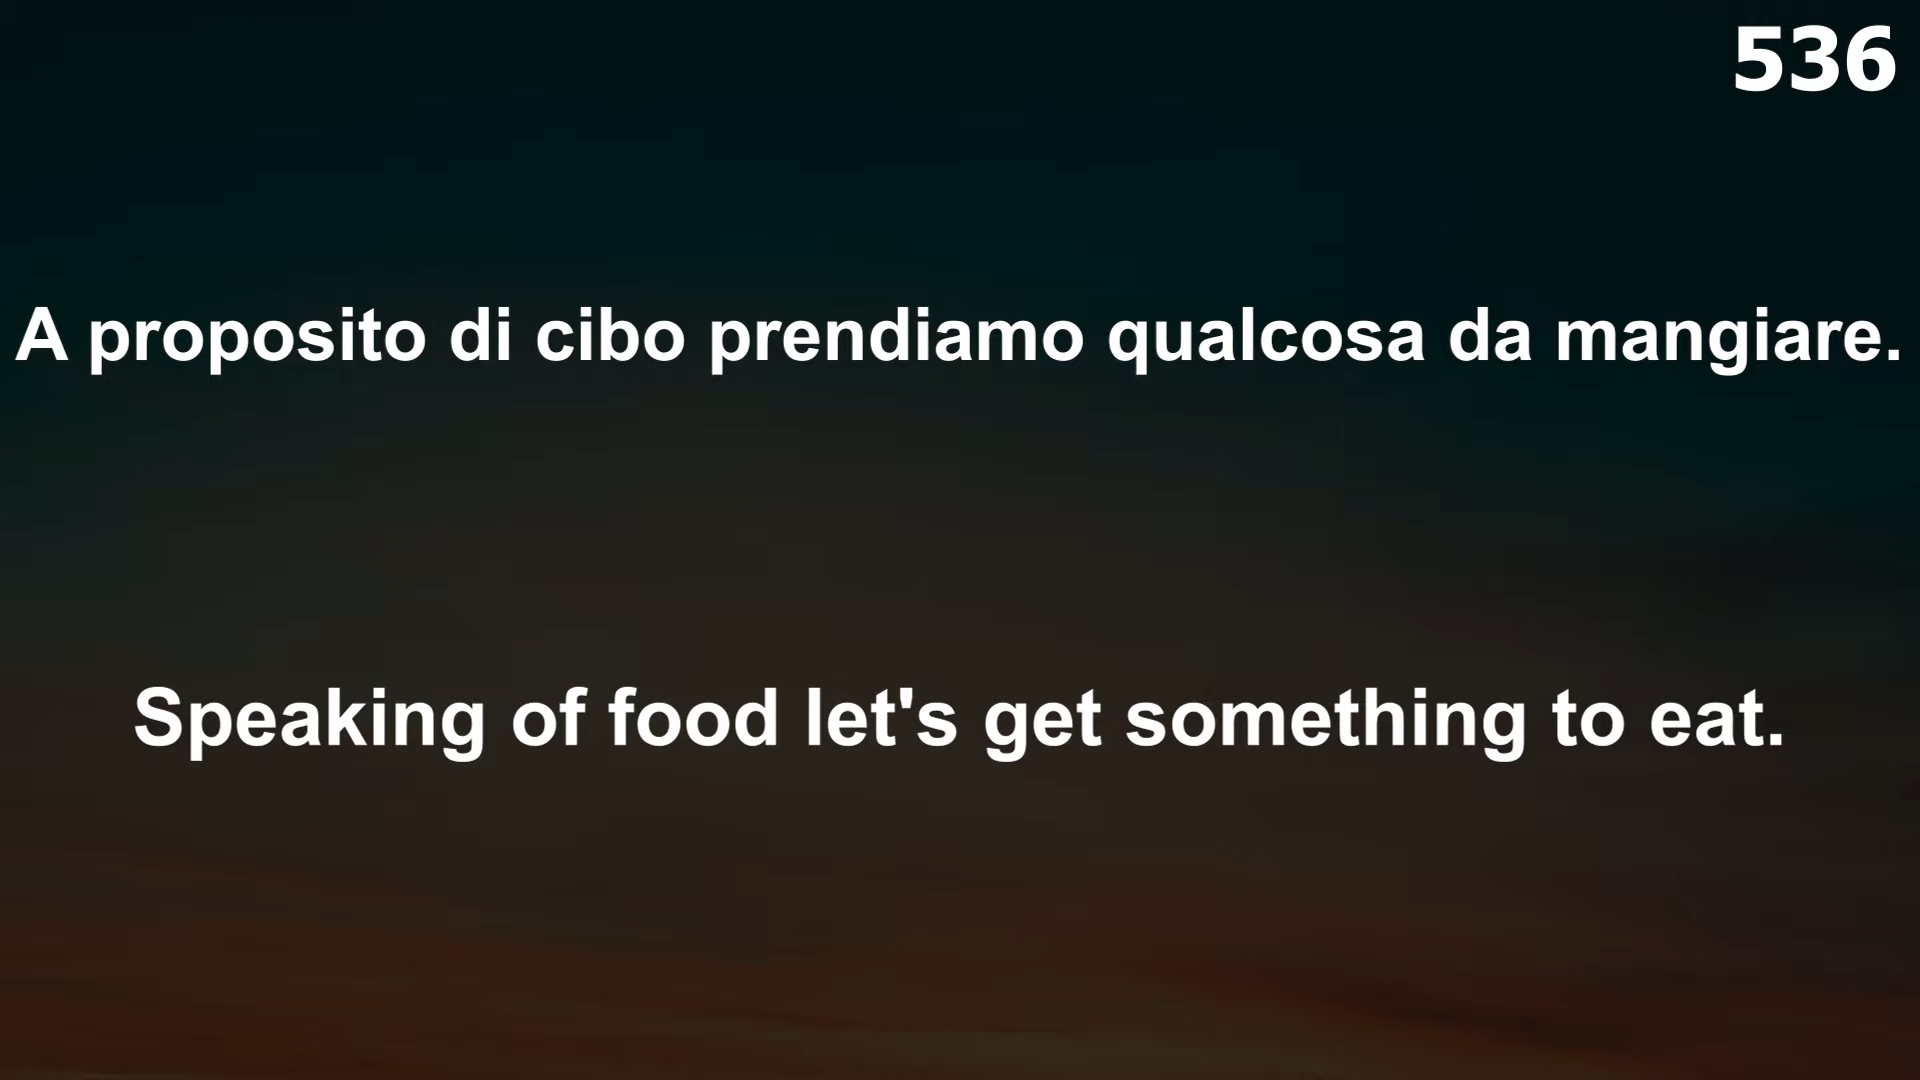 536
A proposito di cibo prendiamo qualcosa da mangiare.
Speaking of food let's get something to eat.